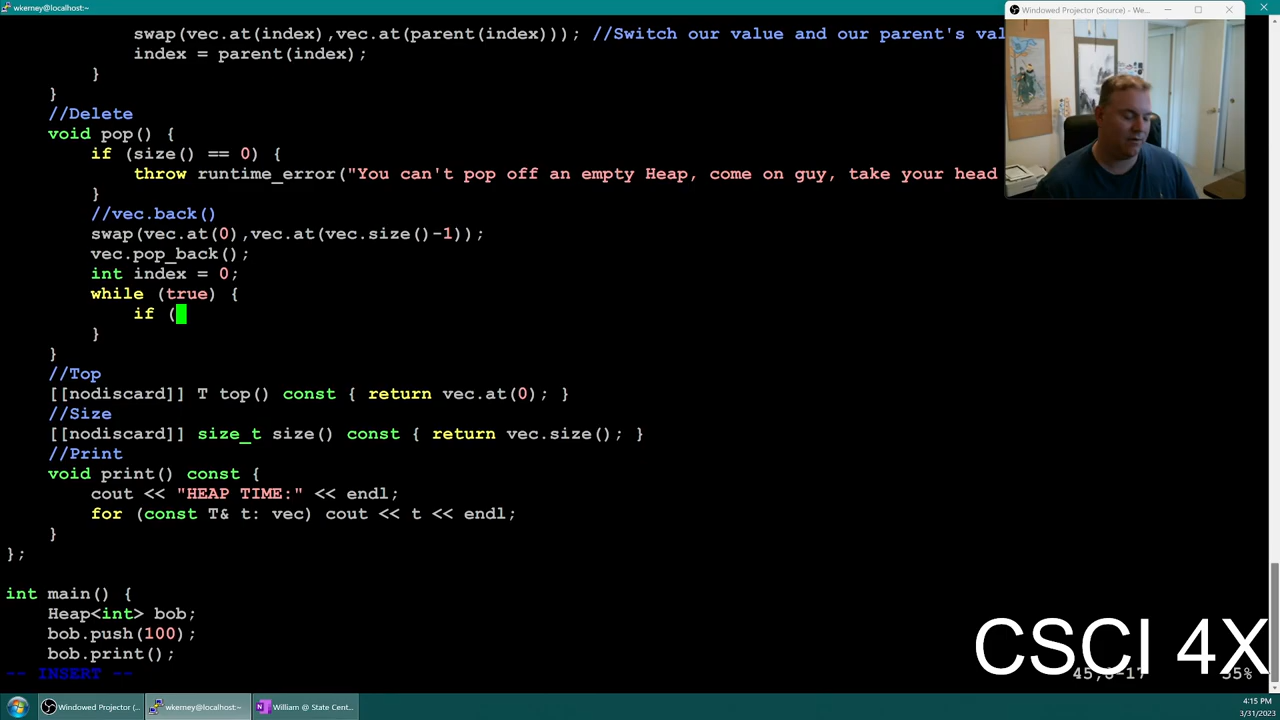 wkerney@localhost:~
Windowed Projector (Source) - We...
swap(vec.at(index),vec.at(parent(index))); //Switch our value and our parent's val
index = parent(index);
}
}
//Delete
void pop() {
if (size() == 0) {
throw runtime_error("You can't pop off an empty Heap, come on guy, take your head
}
//vec.back()
swap(vec.at(0),vec.at(vec.size()-1));
vec.pop_back();
int index = 0;
while (true) {
if (
}
}
//Top
[[nodiscard]] T top() const { return vec.at(0); }
//Size
[[nodiscard]] size_t size() const { return vec.size(); }
//Print
void print() const {
cout << "HEAP TIME:" << endl;
for (const T& t: vec) cout << t << endl;
}
};
int main() {
Heap<int> bob;
bob.push(100);
bob.print();
-- INSERT --
CSCI 4X
Windowed Projector (...
wkerney@localhost:~
William @ State Cent...
4:15 PM
3/31/2023